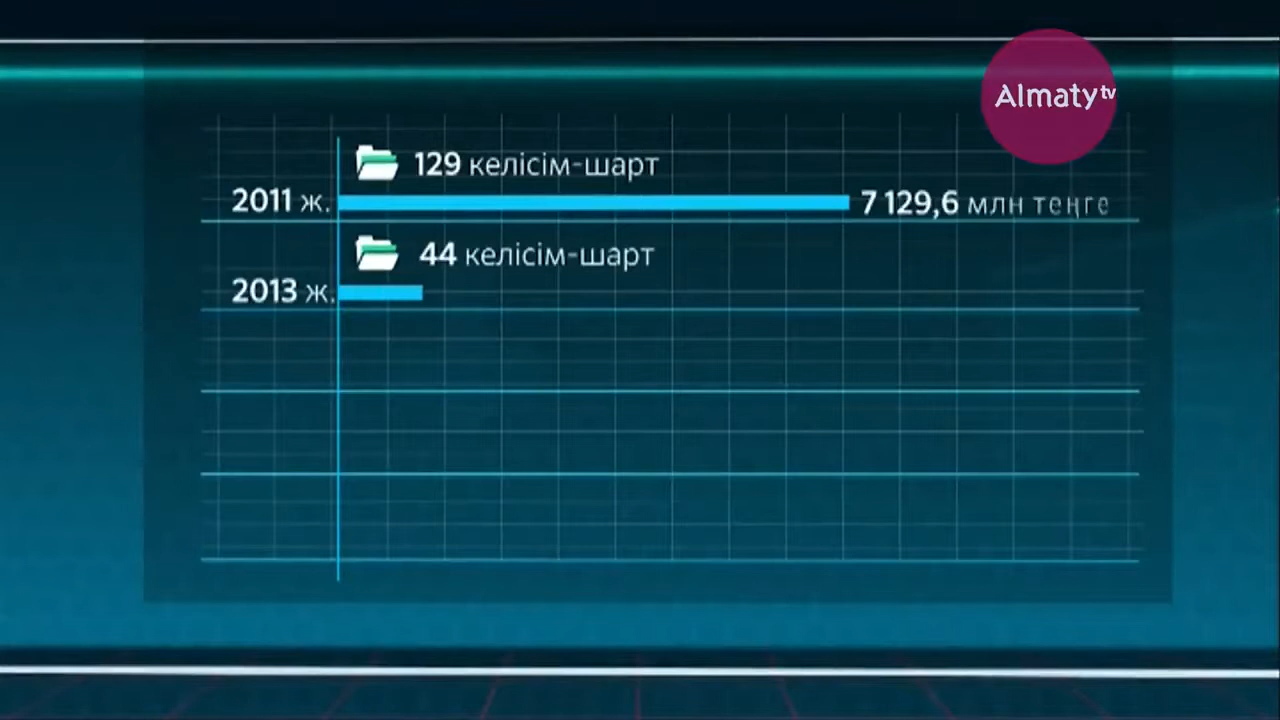 Almaty tv
129 келісім-шарт
2011 ж.
7 129,6 млн теңге
44 келісім-шарт
2013 ж.